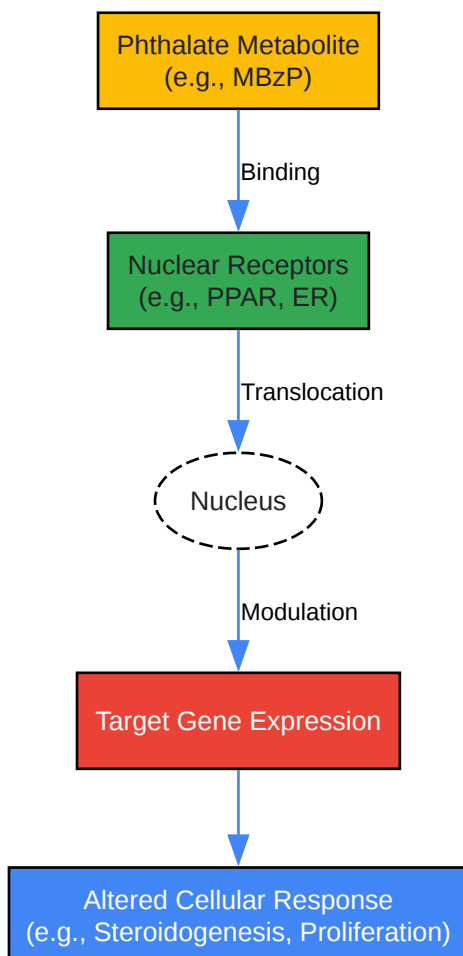 Phthalate Metabolite
(e.g., MBzP)
Binding
Nuclear Receptors
(e.g., PPAR, ER)
Translocation
Nucleus
Modulation
Target Gene Expression
Altered Cellular Response
(e.g., Steroidogenesis, Proliferation)